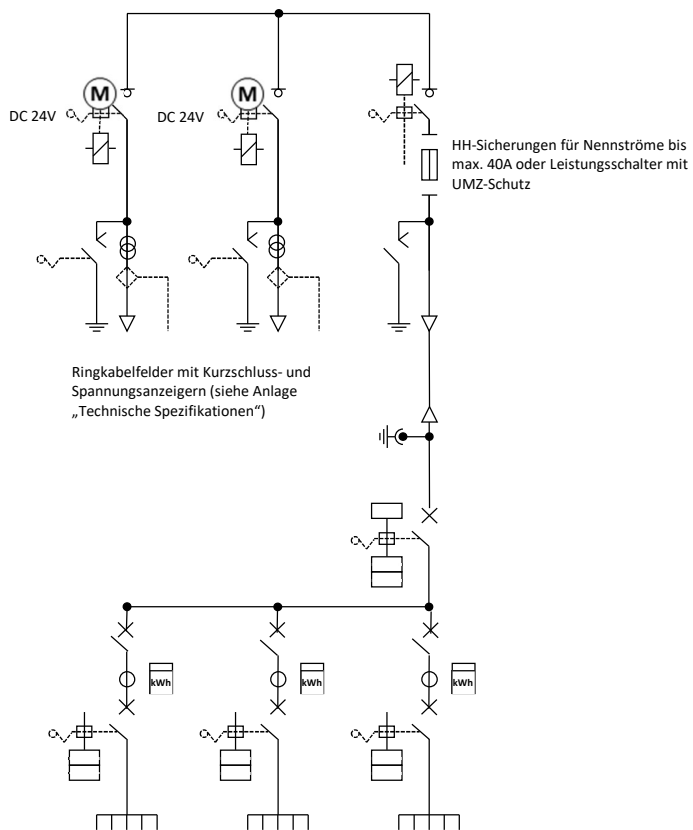 M
M
DC 24V
DC 24V
HH-Sicherungen für Nennströme bis
max. 40A oder Leistungsschalter mit
UMZ-Schutz
Ringkabelfelder mit Kurzschluss- und
Spannungsanzeigern (siehe Anlage
„Technische Spezifikationen“)
kWh
kWh
kWh